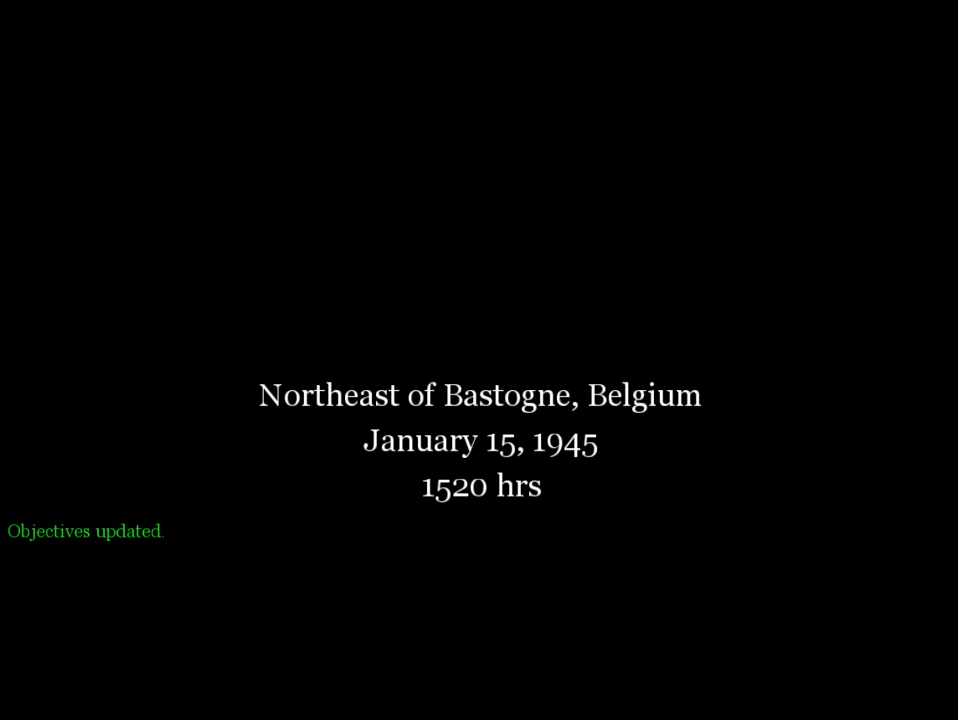 Northeast of Bastogne, Belgium
January 15, 1945
1520 hrs
Objectives updated.